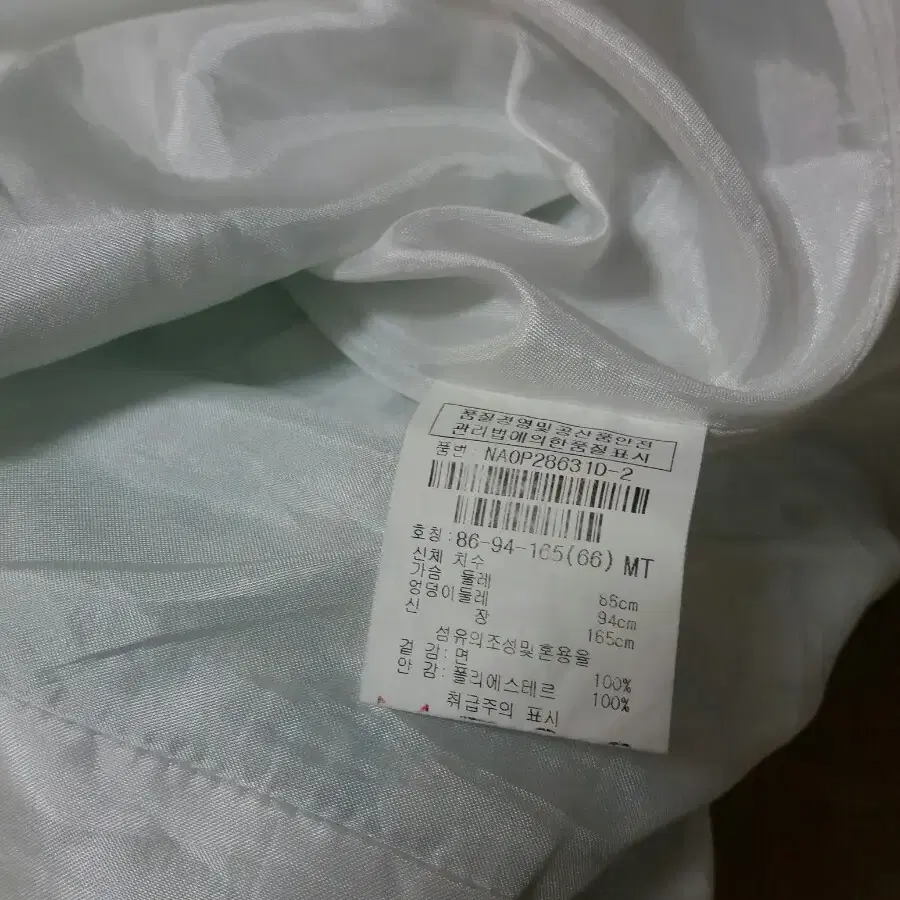 품질경영및공산품안전
관리법에의한품질표시
품번: NAOP28631D-2
호칭:86-94-165(66) MT
신체 치수
가슴 둘레 86cm
엉덩이둘레 94cm
신 장 165cm
섬유의조성및혼용율
겉 감:면 100%
안 감:폴리에스테르 100%
취급주의 표시